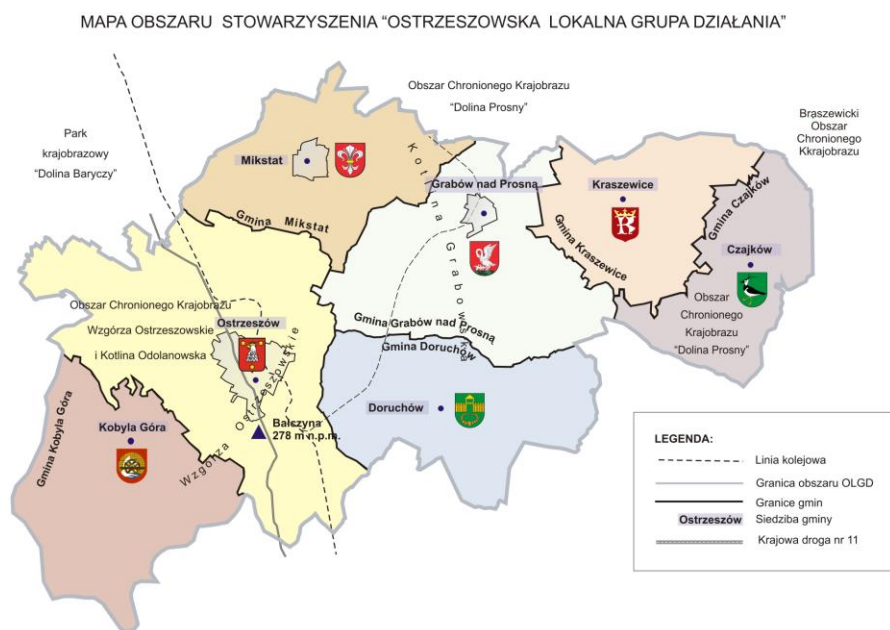 MAPA OBSZARU STOWARZYSZENIA “OSTRZESZOWSKA LOKALNA GRUPA DZIAŁANIA”
Obszar Chronionego Krajobrazu
“Dolina Prosny”
Braszewicki
Obszar
Chronionego
Kkrajobrazu
Park
krajobrazowy
“Dolina Baryczy”
Mikstat
Gmina Mikstat
Kotlina Grabowska
Grabów nad Prosną
Gmina Grabów nad Prosną
Kraszewice
Gmina Kraszewice
Gmina Czajków
Czajków
Obszar
Chronionego
Krajobrazu
“Dolina Prosny”
Obszar Chronionego Krajobrazu
Wzgórza Ostrzeszowskie
i Kotlina Odolanowska
Ostrzeszów
Wzgórza Ostrzeszowskie
Gmina Doruchów
Doruchów
Gmina Kobyla Góra
Kobyla Góra
Bałczyna
278 m n.p.m.
LEGENDA:
Linia kolejowa
Granica obszaru OLGD
Granice gmin
Ostrzeszów Siedziba gminy
Krajowa droga nr 11